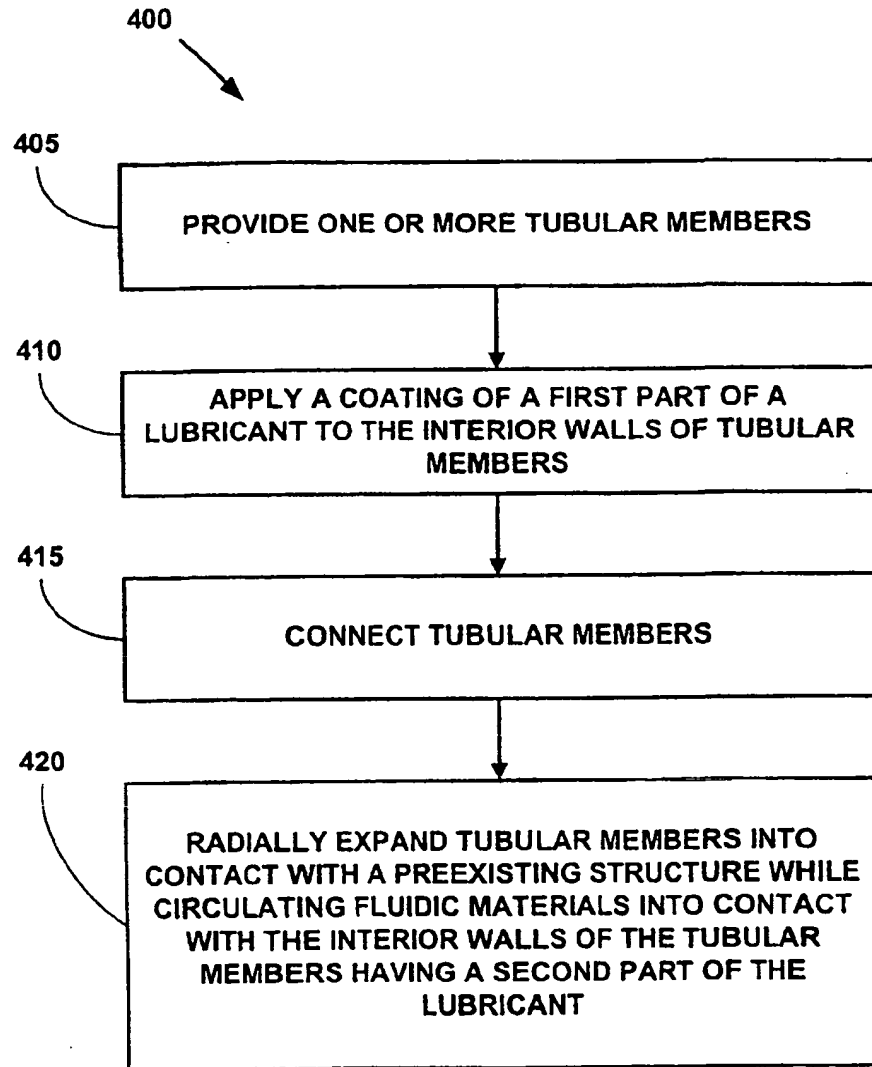 400
405
PROVIDE ONE OR MORE TUBULAR MEMBERS
410
APPLY A COATING OF A FIRST PART OF A
LUBRICANT TO THE INTERIOR WALLS OF TUBULAR
MEMBERS
415
CONNECT TUBULAR MEMBERS
420
RADIALLY EXPAND TUBULAR MEMBERS INTO
CONTACT WITH A PREEXISTING STRUCTURE WHILE
CIRCULATING FLUIDIC MATERIALS INTO CONTACT
WITH THE INTERIOR WALLS OF THE TUBULAR
MEMBERS HAVING A SECOND PART OF THE
LUBRICANT